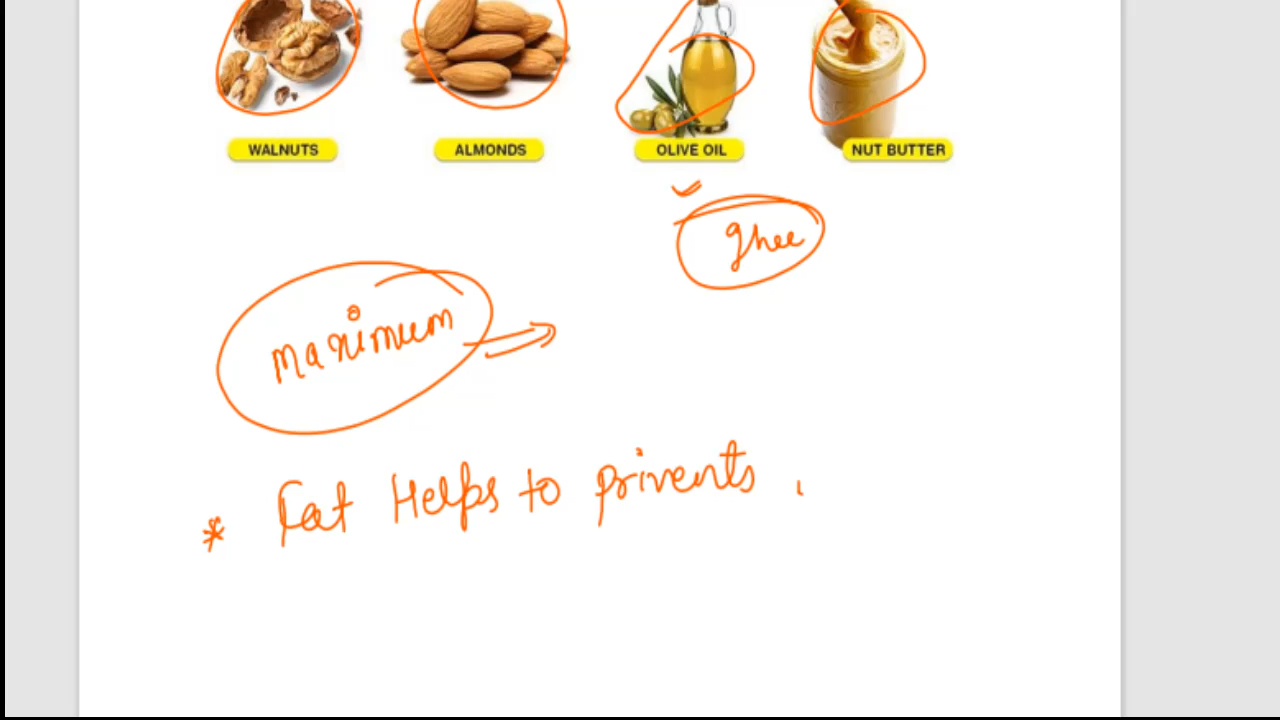 WALNUTS ALMONDS OLIVE OIL NUT BUTTER
ghee
maximum
* Fat Helps to privents